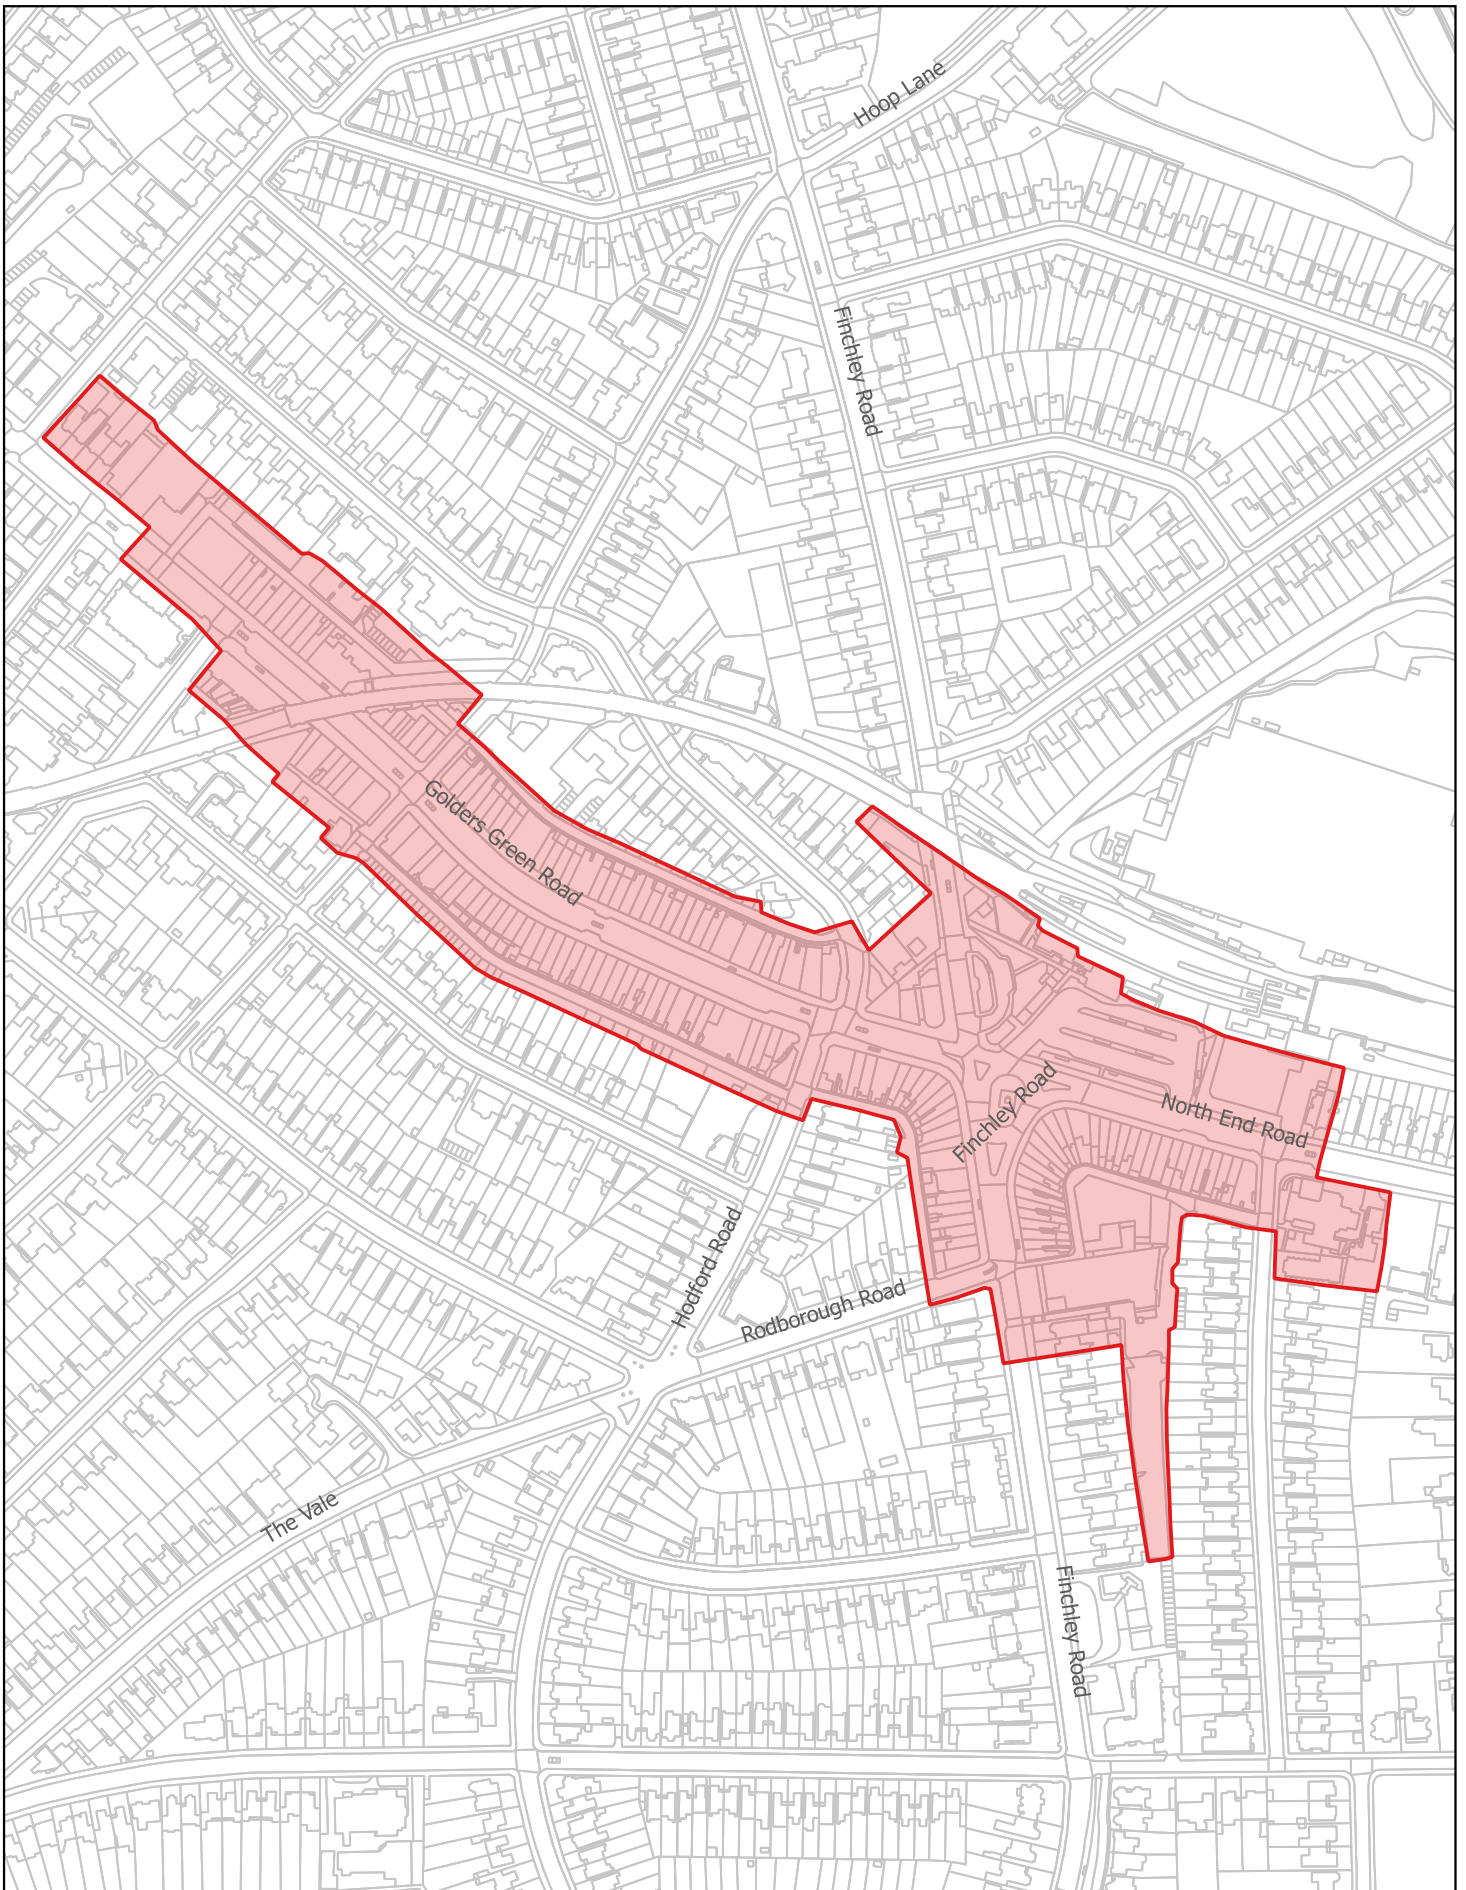 Hoop Lane
Finchley Road
Golders Green Road
Finchley Road
North End Road
Hodford Road
Rodborough Road
The Vale
Finchley Road